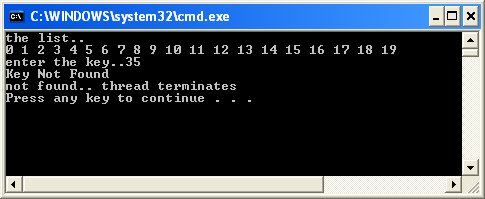 C:\WINDOWS\system32\cmd.exe
the list..
0 1 2 3 4 5 6 7 8 9 10 11 12 13 14 15 16 17 18 19
enter the key..35
Key Not Found
not found.. thread terminates
Press any key to continue . . .